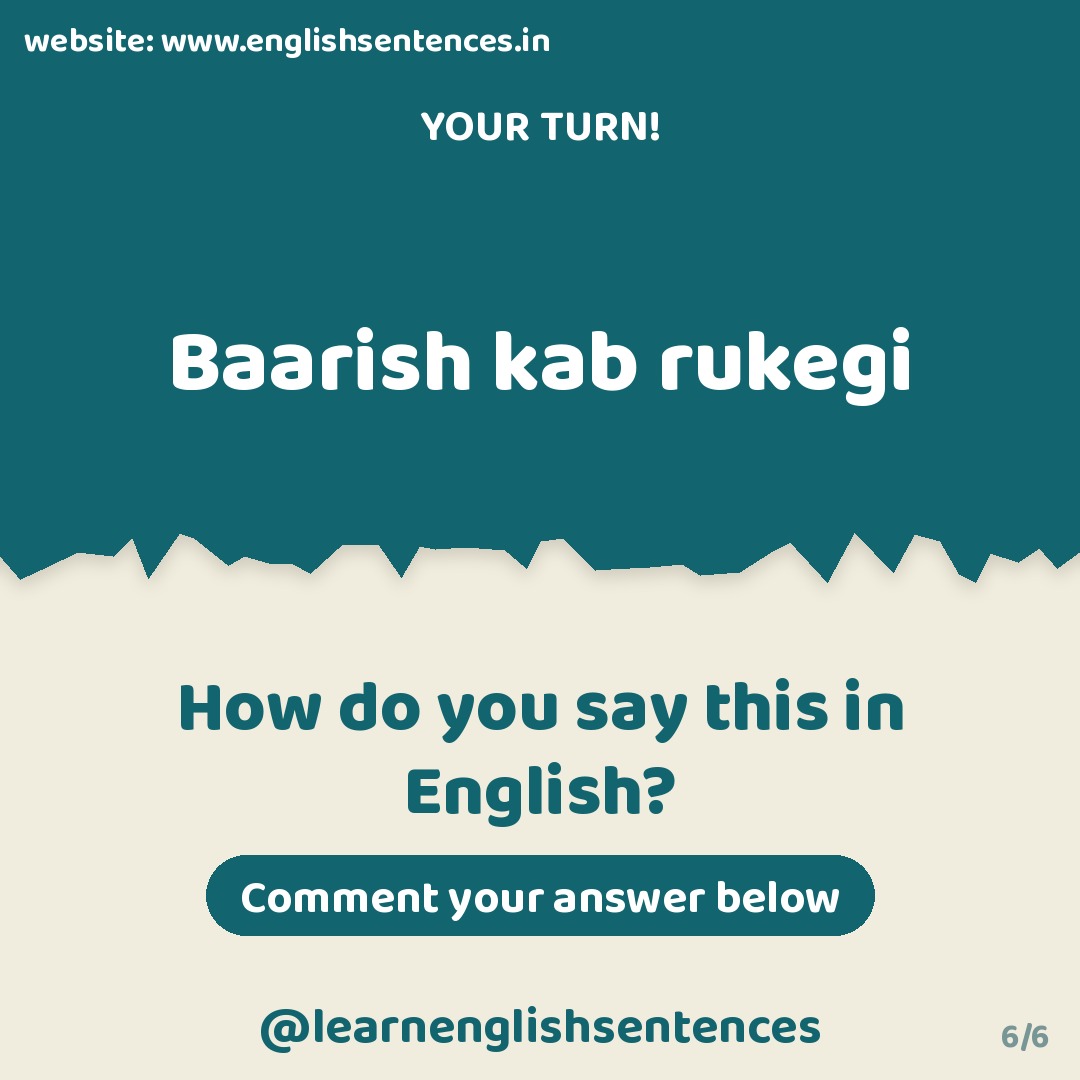 website: www.englishsentences.in
YOUR TURN!
Baarish kab rukegi
How do you say this in
English?
Comment your answer below
@learnenglishsentences
6/6